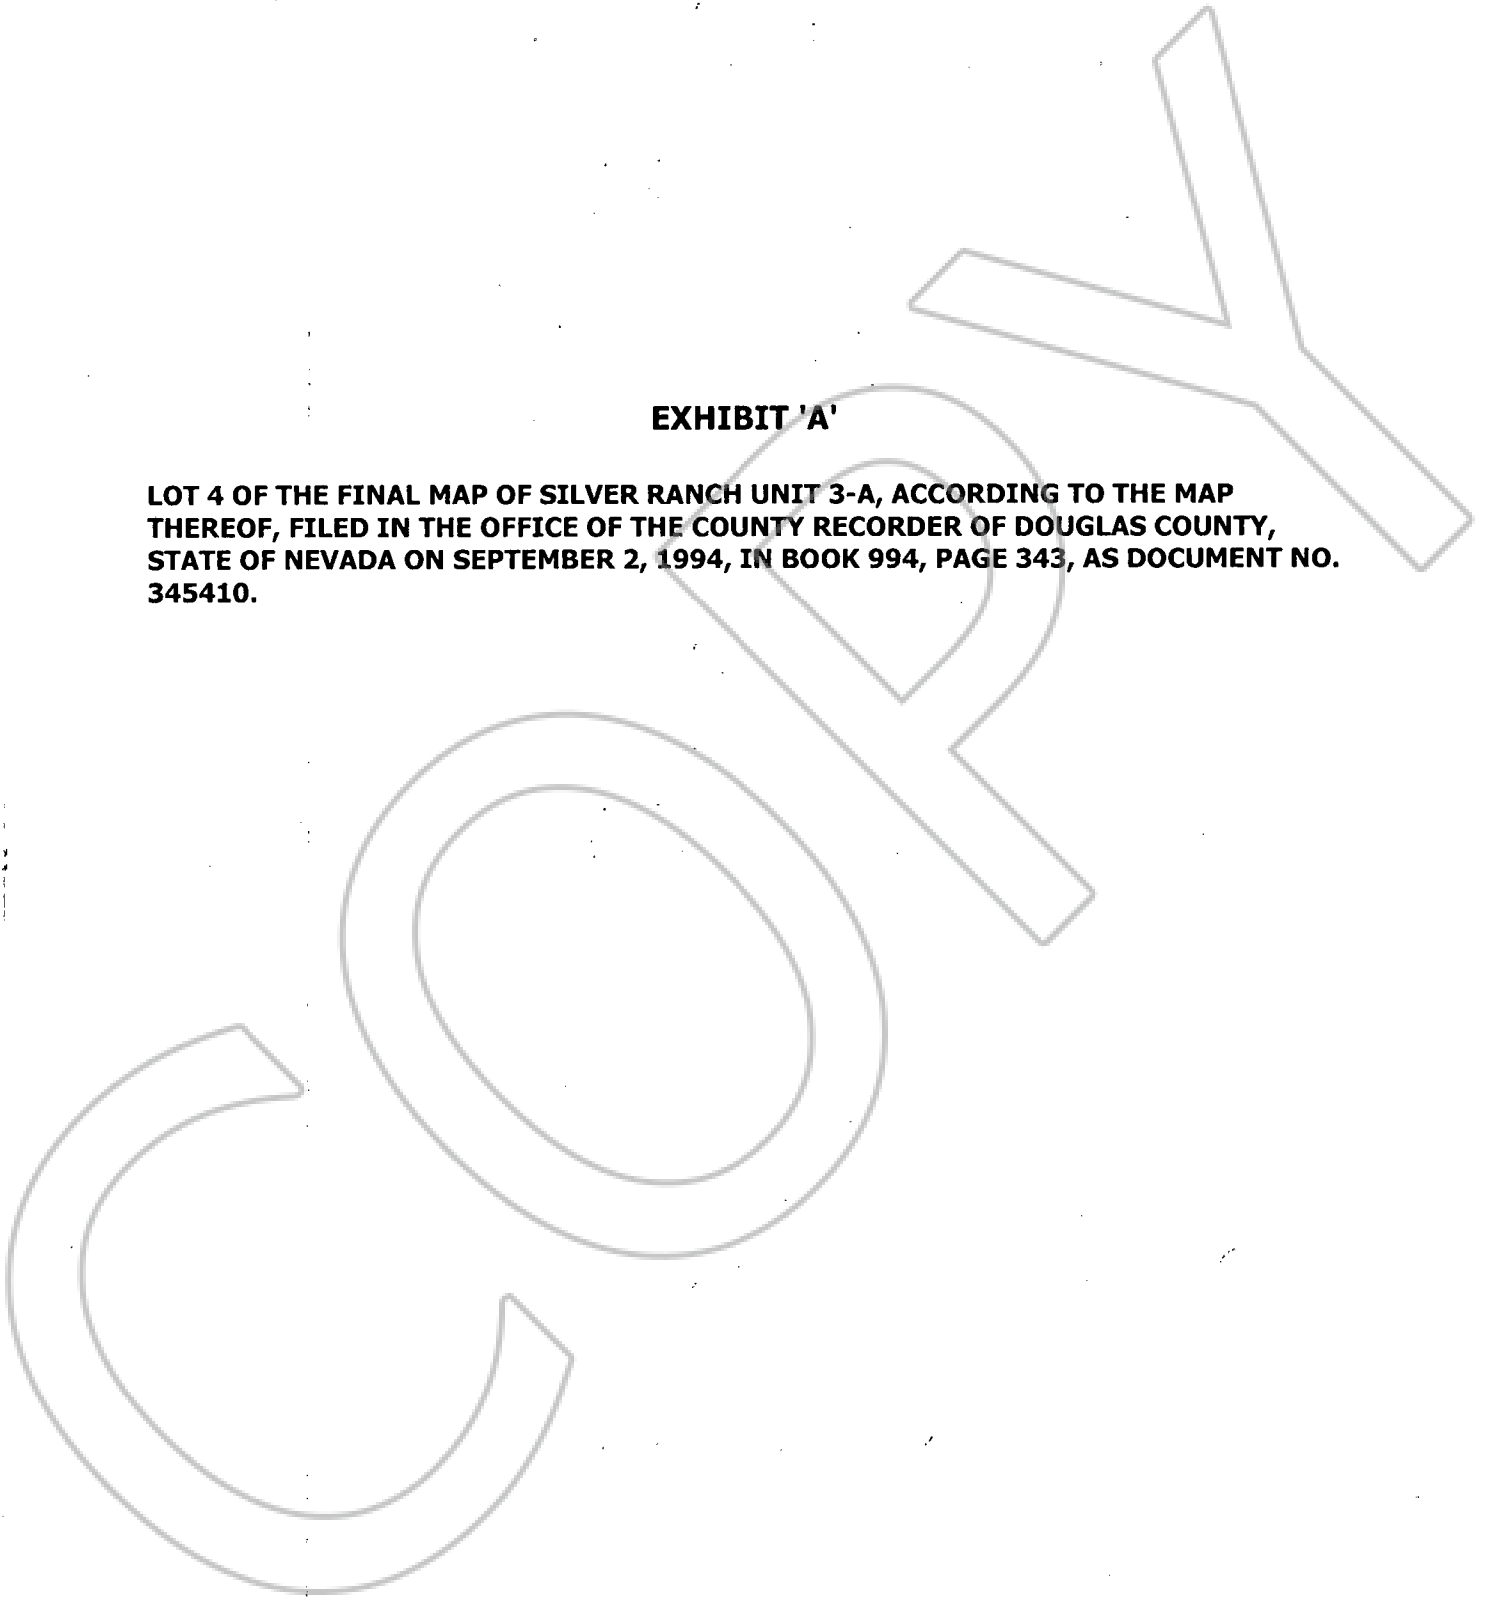 EXHIBIT 'A'
LOT 4 OF THE FINAL MAP OF SILVER RANCH UNIT 3-A, ACCORDING TO THE MAP
THEREOF, FILED IN THE OFFICE OF THE COUNTY RECORDER OF DOUGLAS COUNTY,
STATE OF NEVADA ON SEPTEMBER 2, 1994, IN BOOK 994, PAGE 343, AS DOCUMENT NO.
345410.
COPY